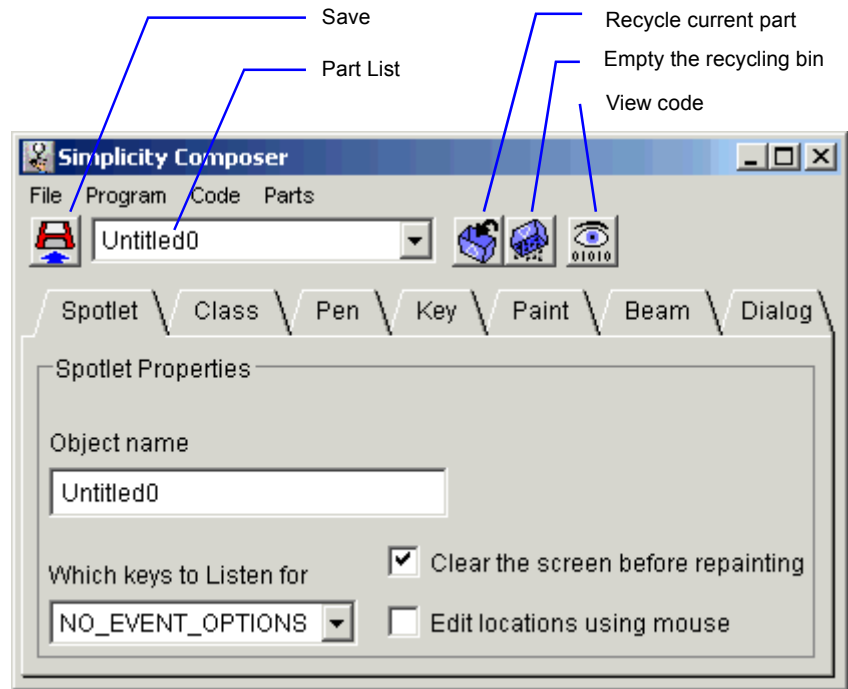 Save
Recycle current part
Part List
Empty the recycling bin
View code
Simplicity Composer
File Program Code Parts
Untitled0
01010
Spotlet Class Pen Key Paint Beam Dialog
Spotlet Properties
Object name
Untitled0
Which keys to Listen for
Clear the screen before repainting
NO_EVENT_OPTIONS
Edit locations using mouse